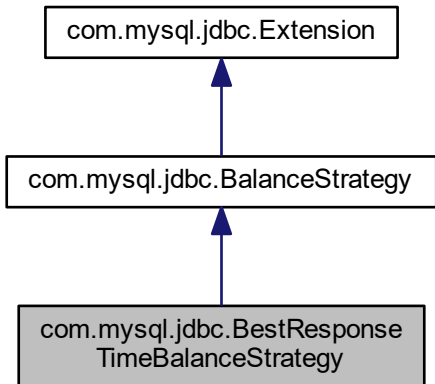 com.mysql.jdbc.Extension
com.mysql.jdbc.BalanceStrategy
com.mysql.jdbc.BestResponse
TimeBalanceStrategy